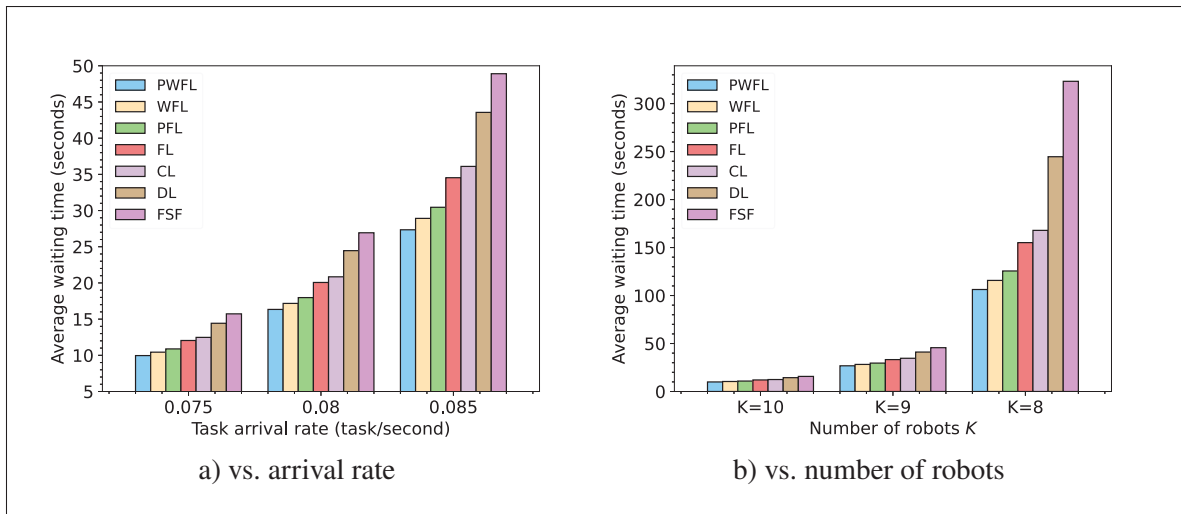 50
45
40
35
30
25
20
15
10
5
Average waiting time (seconds)
PWFL
WFL
PFL
FL
CL
DL
FSF
0.075 0.08 0.085
Task arrival rate (task/second)
a) vs. arrival rate
300
250
200
150
100
50
0
Average waiting time (seconds)
PWFL
WFL
PFL
FL
CL
DL
FSF
K=10 K=9 K=8
Number of robots K
b) vs. number of robots